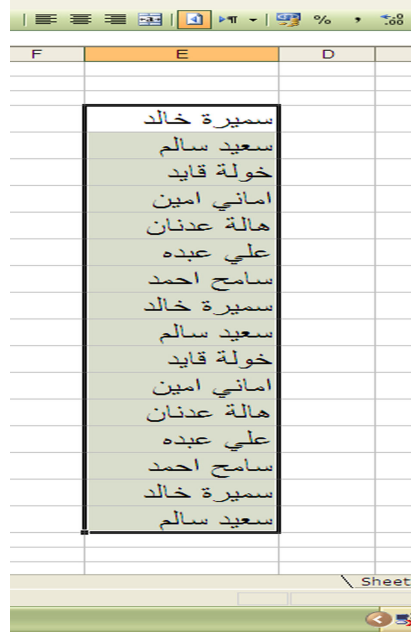 % , .00
F E D
سميرة خالد
سعيد سالم
خولة قايد
اماني امين
هالة عدنان
علي عبده
سامح احمد
سميرة خالد
سعيد سالم
خولة قايد
اماني امين
هالة عدنان
علي عبده
سامح احمد
سميرة خالد
سعيد سالم
Sheet